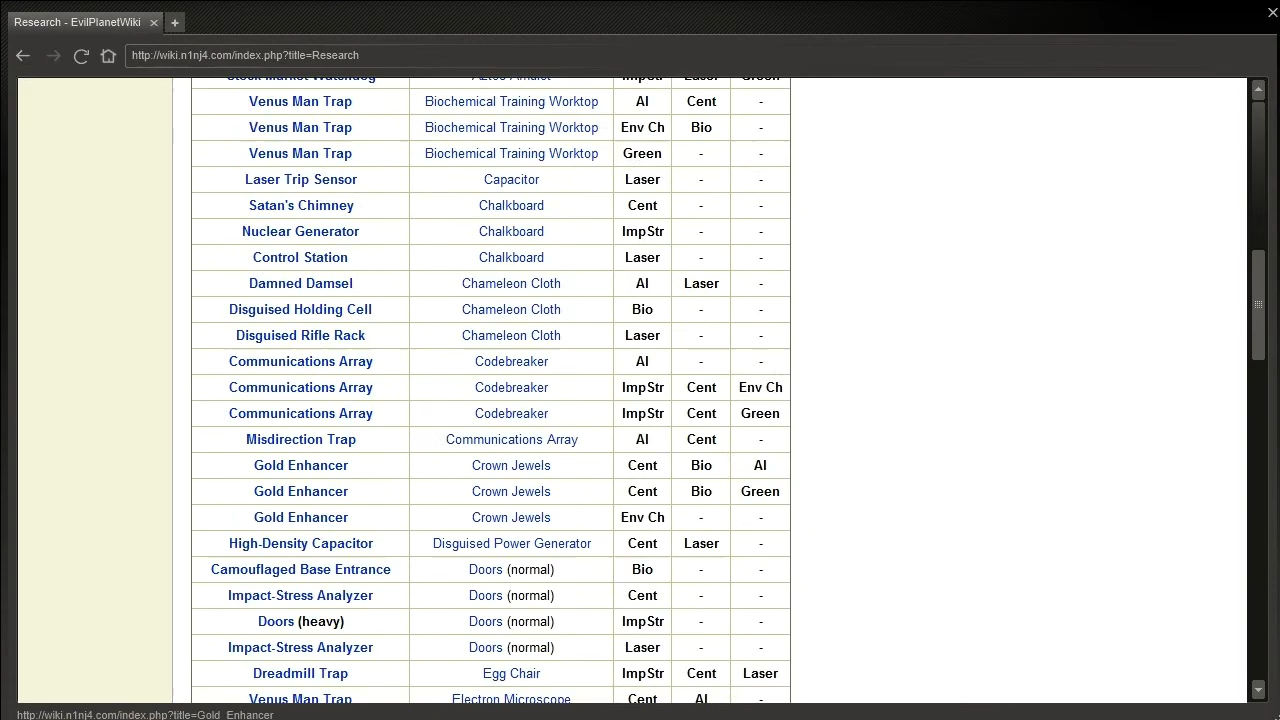 Research - EvilPlanetWiki
http://wiki.n1nj4.com/index.php?title=Research
Stock Market Watchdog Aztec Amulet ImpStr Laser Green
Venus Man Trap Biochemical Training Worktop AI Cent -
Venus Man Trap Biochemical Training Worktop Env Ch Bio -
Venus Man Trap Biochemical Training Worktop Green - -
Laser Trip Sensor Capacitor Laser - -
Satan's Chimney Chalkboard Cent - -
Nuclear Generator Chalkboard ImpStr - -
Control Station Chalkboard Laser - -
Damned Damsel Chameleon Cloth AI Laser -
Disguised Holding Cell Chameleon Cloth Bio - -
Disguised Rifle Rack Chameleon Cloth Laser - -
Communications Array Codebreaker AI - -
Communications Array Codebreaker ImpStr Cent Env Ch
Communications Array Codebreaker ImpStr Cent Green
Misdirection Trap Communications Array AI Cent -
Gold Enhancer Crown Jewels Cent Bio AI
Gold Enhancer Crown Jewels Cent Bio Green
Gold Enhancer Crown Jewels Env Ch - -
High-Density Capacitor Disguised Power Generator Cent Laser -
Camouflaged Base Entrance Doors (normal) Bio - -
Impact-Stress Analyzer Doors (normal) Cent - -
Doors (heavy) Doors (normal) ImpStr - -
Impact-Stress Analyzer Doors (normal) Laser - -
Dreadmill Trap Egg Chair ImpStr Cent Laser
Venus Man Trap Electron Microscope Cent AI -
http://wiki.n1nj4.com/index.php?title=Gold_Enhancer